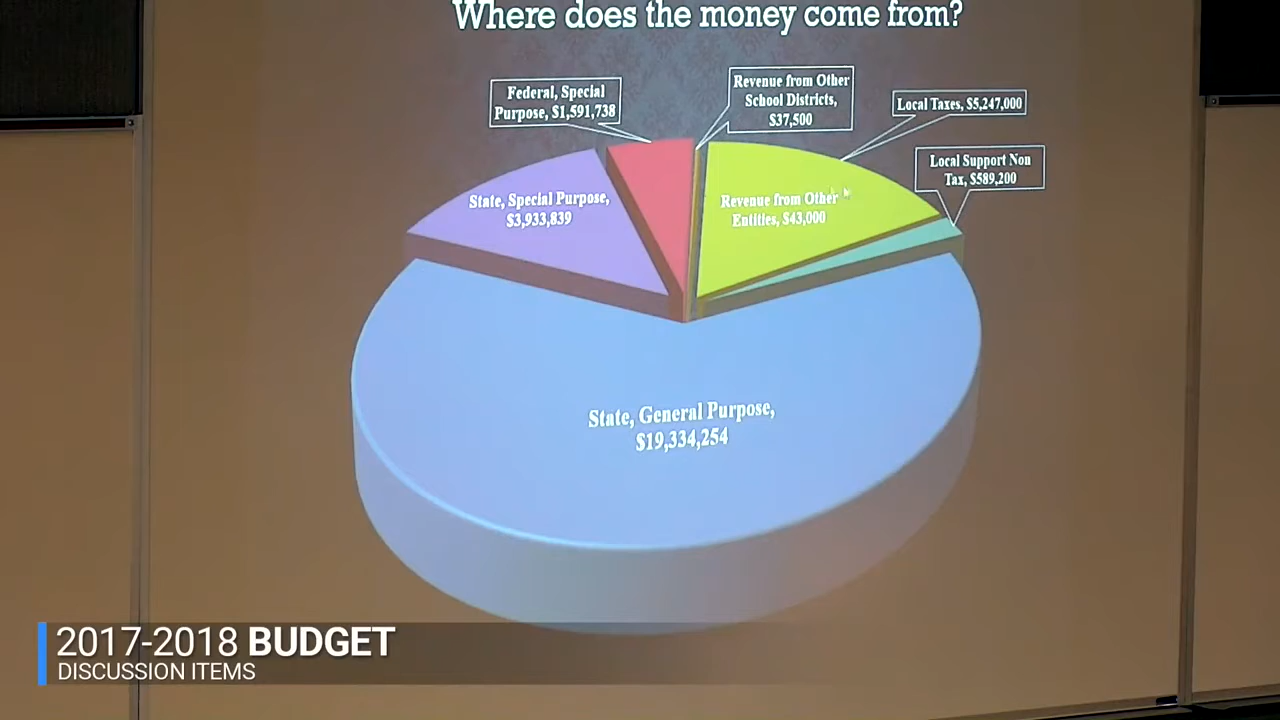 Where does the money come from?
Federal, Special
Purpose, $1,591,738
Revenue from Other
School Districts,
$37,500
Local Taxes, $5,247,000
Local Support Non
Tax, $589,200
State, Special Purpose,
$3,933,839
Revenue from Other
Entities, $43,000
State, General Purpose,
$19,334,254
2017-2018 BUDGET
DISCUSSION ITEMS